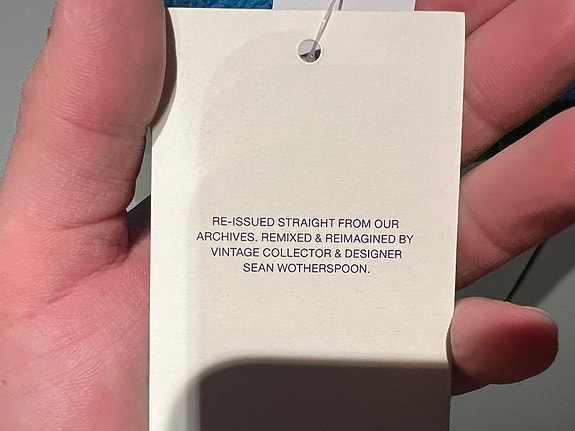 RE-ISSUED STRAIGHT FROM OUR
ARCHIVES. REMIXED & REIMAGINED BY
VINTAGE COLLECTOR & DESIGNER
SEAN WOTHERSPOON.